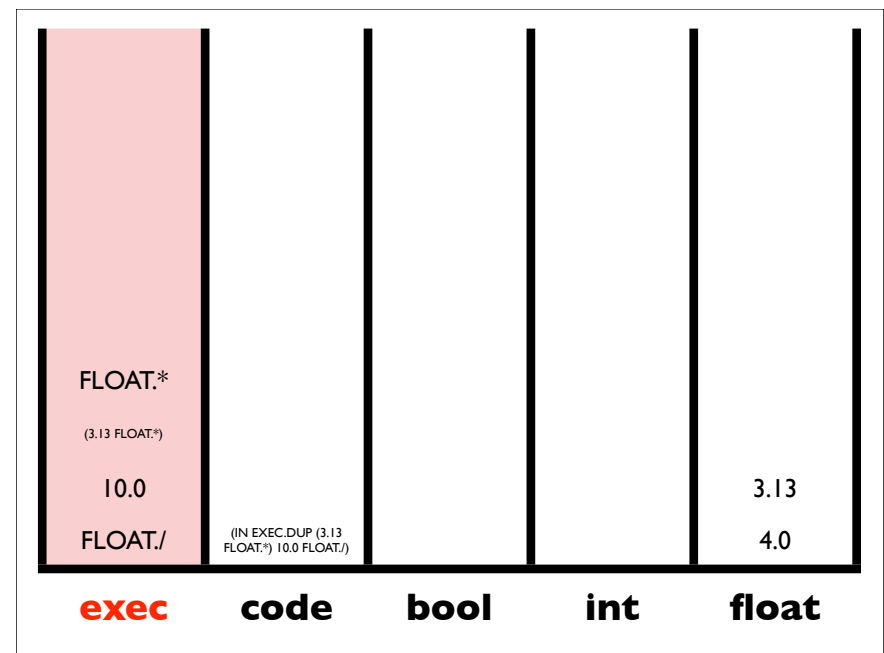 FLOAT.*
(3.13 FLOAT.*)
10.0
3.13
FLOAT./
(IN EXEC.DUP (3.13
FLOAT.*) 10.0 FLOAT./)
4.0
exec code bool int float